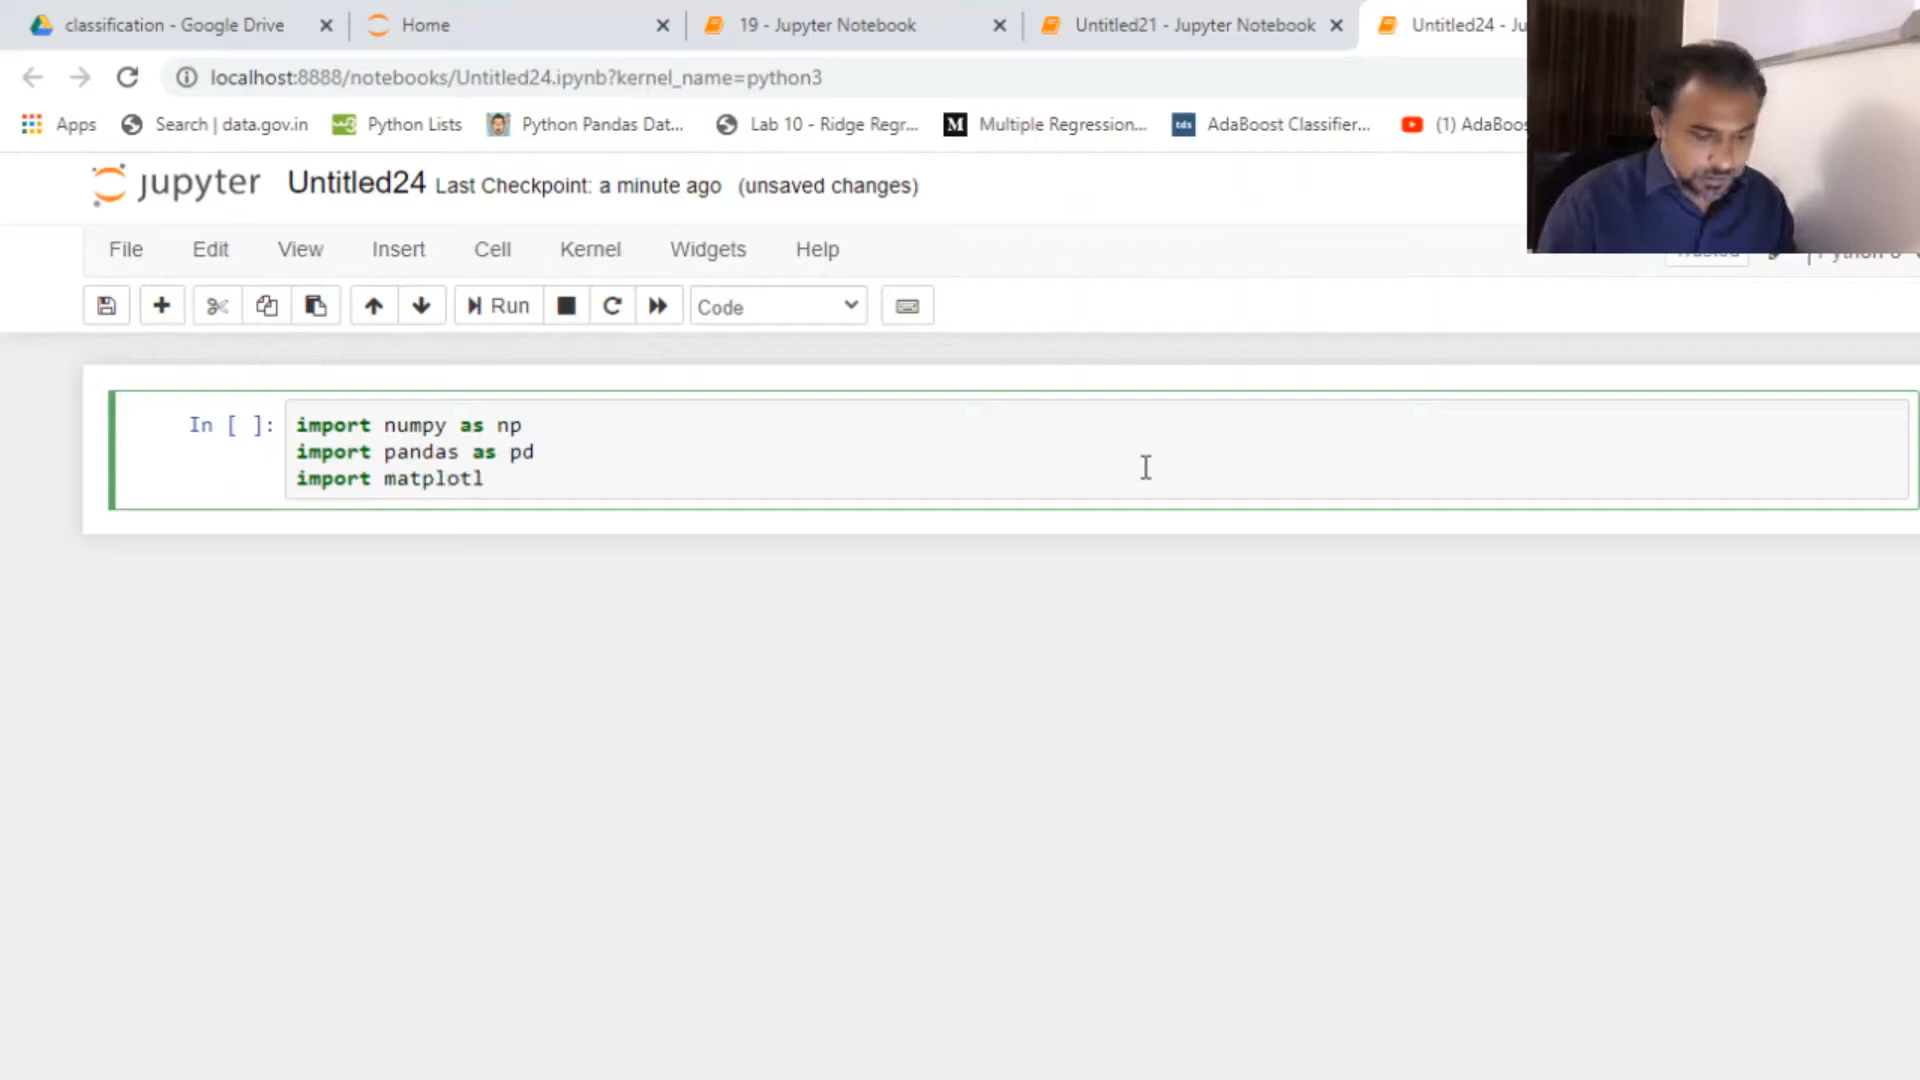 classification - Google Drive
Home
19 - Jupyter Notebook
Untitled21 - Jupyter Notebook
Untitled24 - Ju
localhost:8888/notebooks/Untitled24.ipynb?kernel_name=python3
Apps
Search | data.gov.in
Python Lists
Python Pandas Dat...
Lab 10 - Ridge Regr...
M
Multiple Regression...
tds
AdaBoost Classifier...
(1) AdaBoos
jupyter Untitled24 Last Checkpoint: a minute ago (unsaved changes)
File Edit View Insert Cell Kernel Widgets Help
Run
Code
In [ ]:
import numpy as np
import pandas as pd
import matplotl